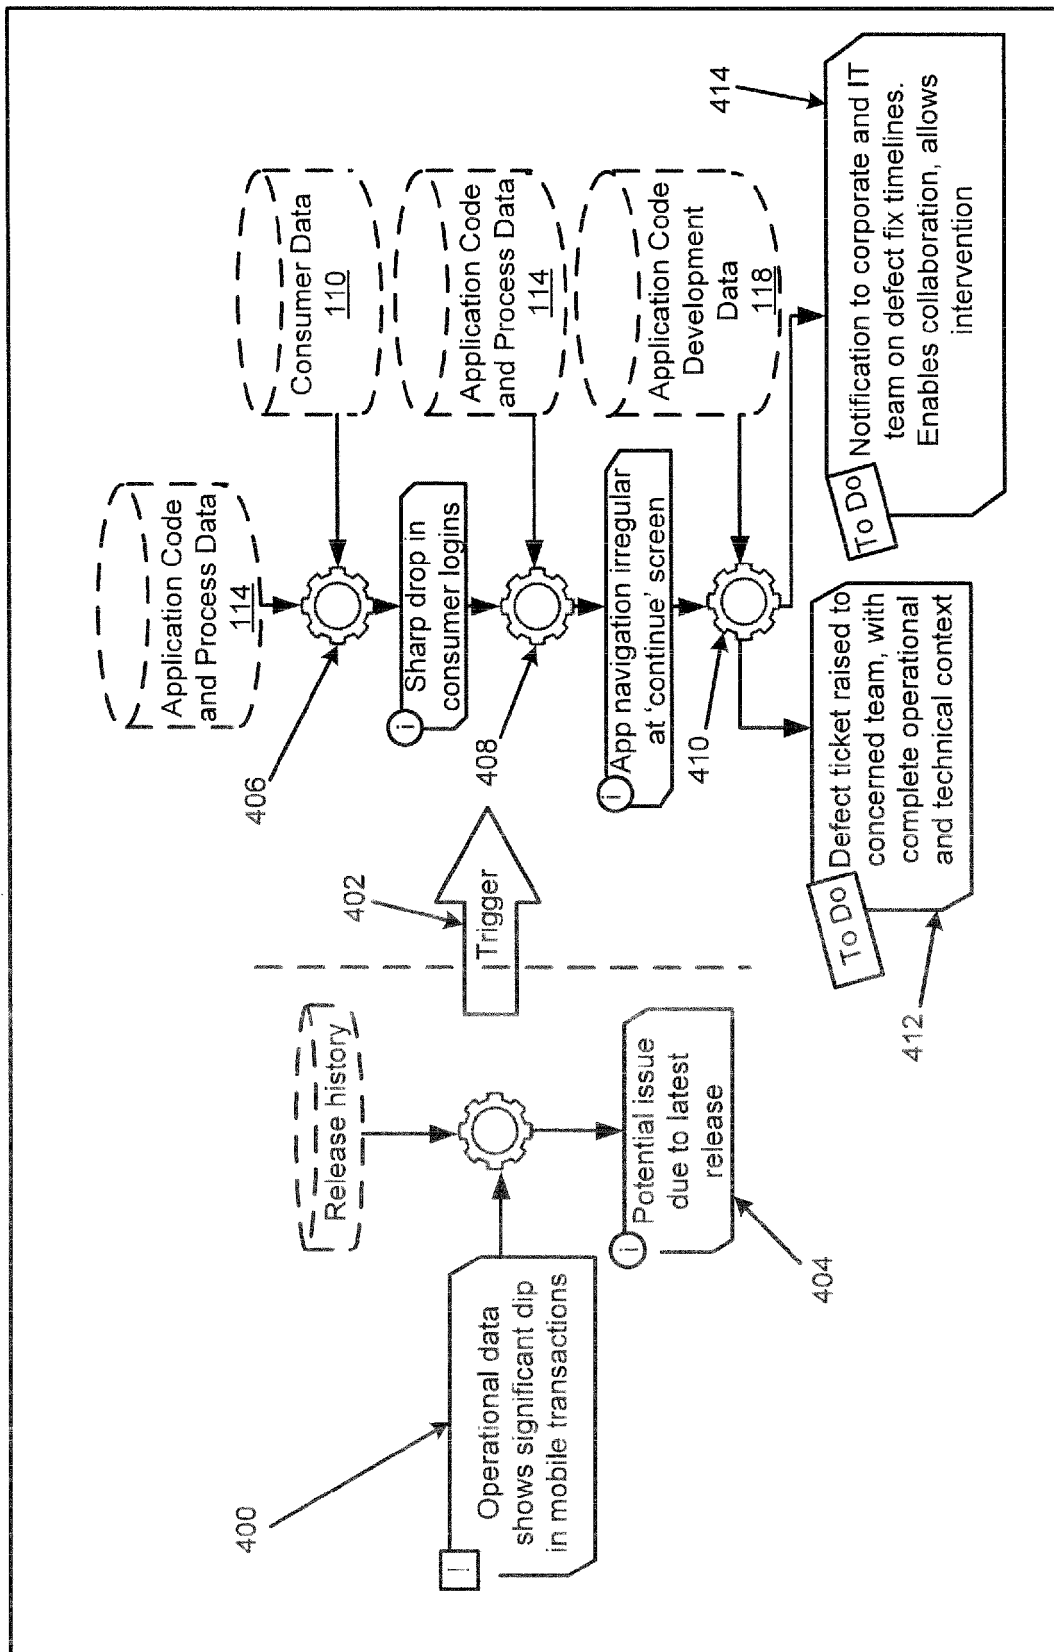 400
!
Operational data
shows significant dip
in mobile transactions
Release history
i
Potential issue
due to latest
release
404
402
Trigger
Application Code
and Process Data
114
406
Consumer Data
110
i
Sharp drop in
consumer logins
408
Application Code
and Process Data
114
i
App navigation irregular
at ‘continue’ screen
410
Application Code
Development
Data
118
To Do
Defect ticket raised to
concerned team, with
complete operational
and technical context
412
To Do
Notification to corporate and IT
team on defect fix timelines.
Enables collaboration, allows
intervention
414